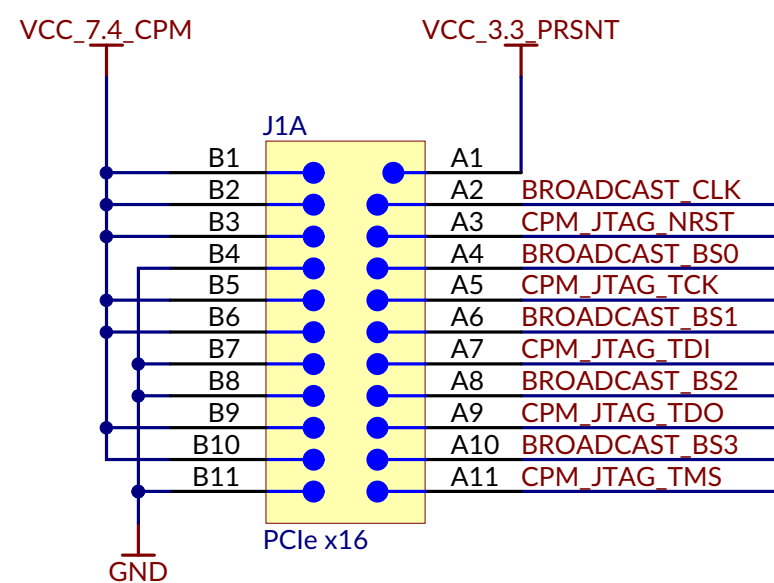 VCC_7.4_CPM VCC_3.3_PRSNT
J1A
B1 A1
B2 A2 BROADCAST_CLK
B3 A3 CPM_JTAG_NRST
B4 A4 BROADCAST_BS0
B5 A5 CPM_JTAG_TCK
B6 A6 BROADCAST_BS1
B7 A7 CPM_JTAG_TDI
B8 A8 BROADCAST_BS2
B9 A9 CPM_JTAG_TDO
B10 A10 BROADCAST_BS3
B11 A11 CPM_JTAG_TMS
PCIe x16
GND